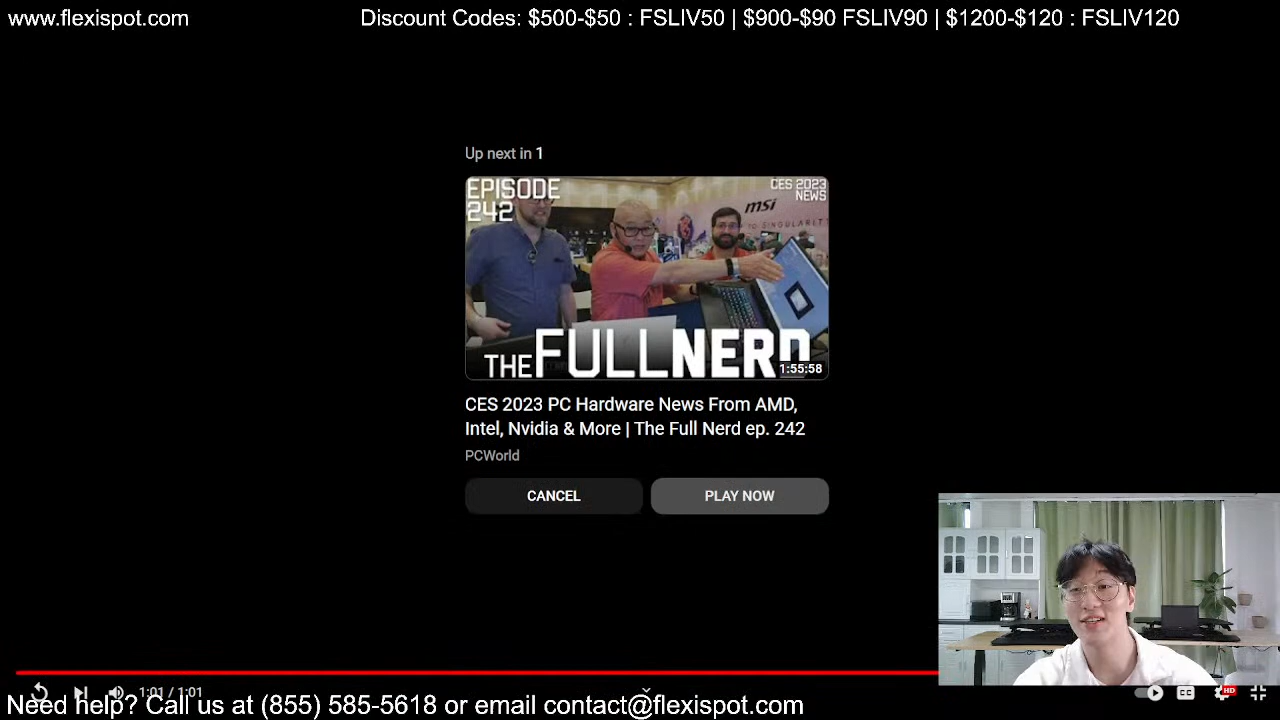 www.flexispot.com
Discount Codes: $500-$50 : FSLIV50 | $900-$90 FSLIV90 | $1200-$120 : FSLIV120
Up next in 1
EPISODE
242
CES 2023
NEWS
msi
THE FULL NERD
1:55:58
CES 2023 PC Hardware News From AMD,
Intel, Nvidia & More | The Full Nerd ep. 242
PCWorld
CANCEL
PLAY NOW
1:01 / 1:01
CC
HD
Need help? Call us at (855) 585-5618 or email contact@flexispot.com